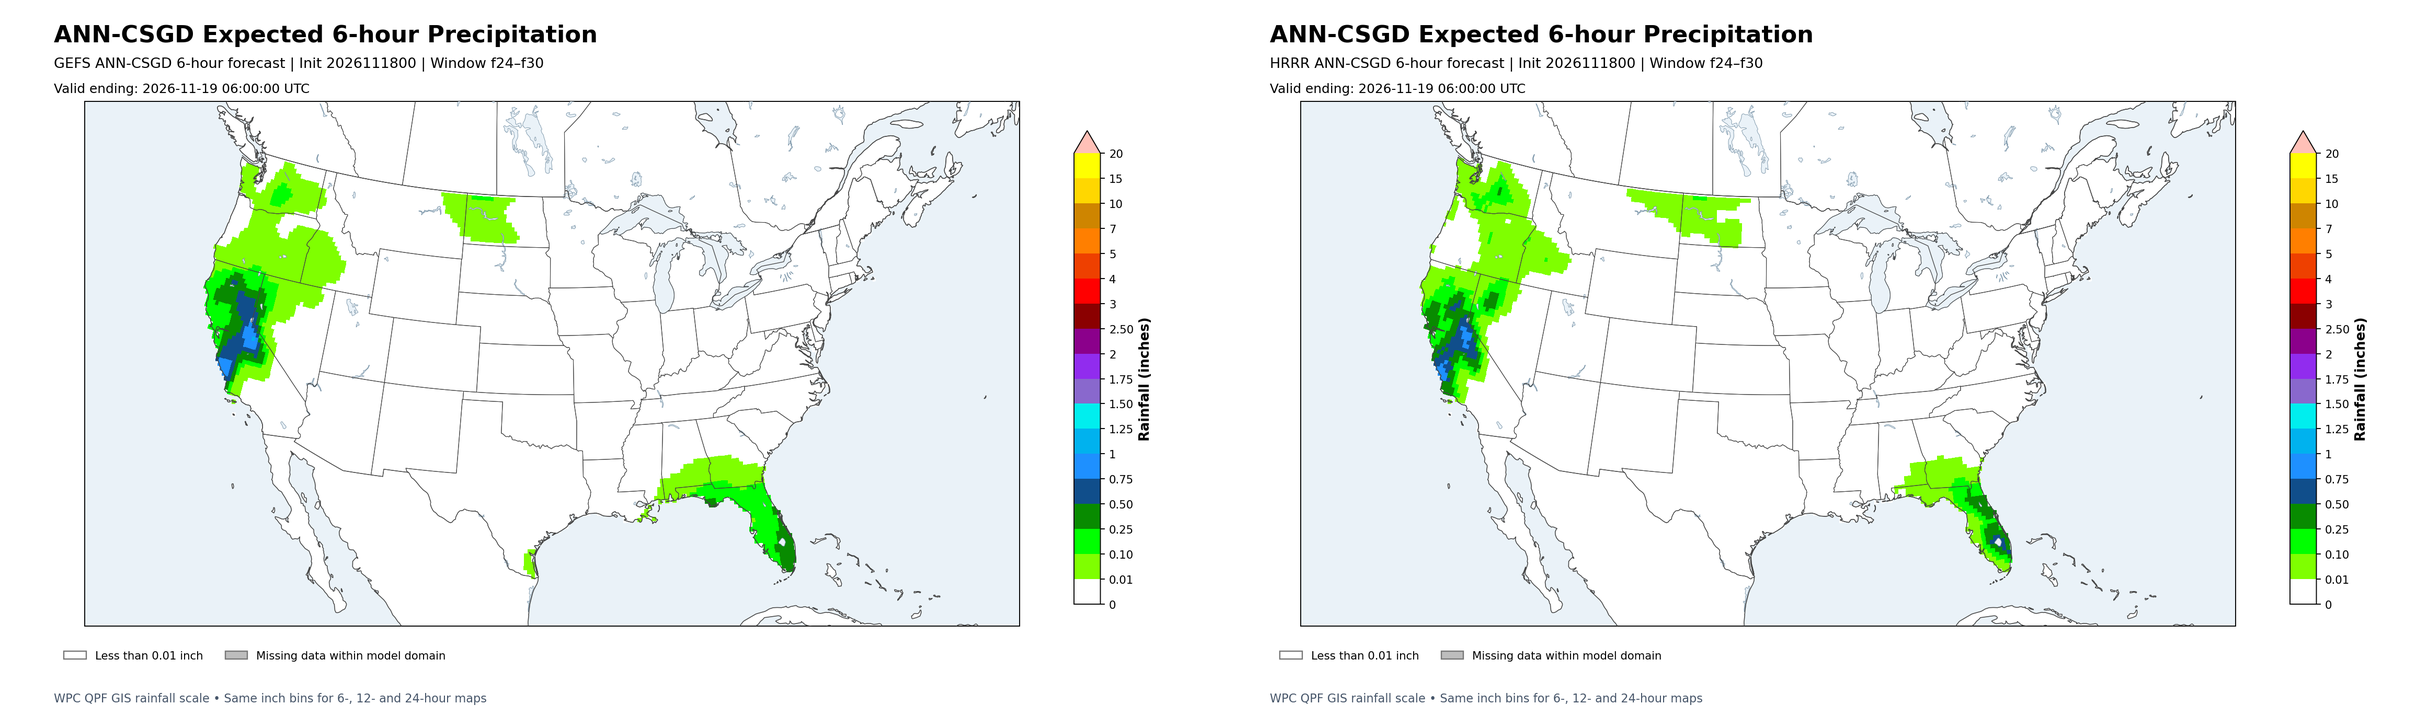 ANN-CSGD Expected 6-hour Precipitation
GEFS ANN-CSGD 6-hour forecast | Init 2026111800 | Window f24–f30
Valid ending: 2026-11-19 06:00:00 UTC
20
15
10
7
5
4
3
2.50
2
1.75
1.50
1.25
1
0.75
0.50
0.25
0.10
0.01
0
Rainfall (inches)
Less than 0.01 inch
Missing data within model domain
WPC QPF GIS rainfall scale • Same inch bins for 6-, 12- and 24-hour maps
ANN-CSGD Expected 6-hour Precipitation
HRRR ANN-CSGD 6-hour forecast | Init 2026111800 | Window f24–f30
Valid ending: 2026-11-19 06:00:00 UTC
20
15
10
7
5
4
3
2.50
2
1.75
1.50
1.25
1
0.75
0.50
0.25
0.10
0.01
0
Rainfall (inches)
Less than 0.01 inch
Missing data within model domain
WPC QPF GIS rainfall scale • Same inch bins for 6-, 12- and 24-hour maps